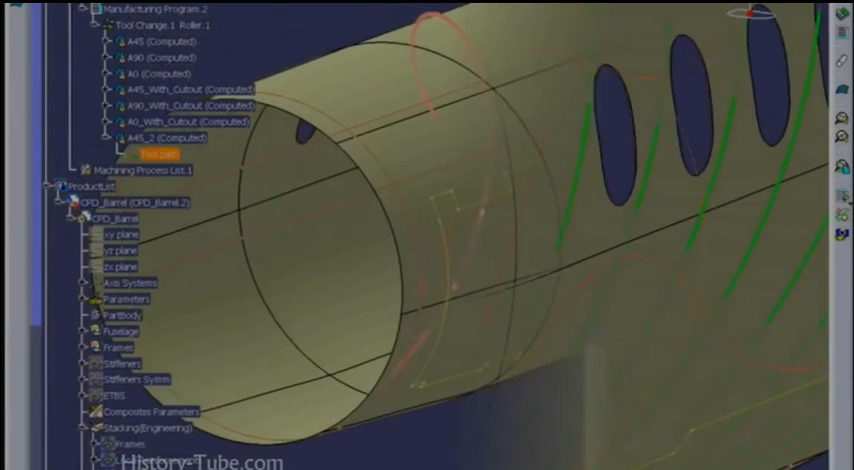 Manufacturing Program.2
Tool Change.1 Roller.1
A45 (Computed)
A90 (Computed)
A0 (Computed)
A45_With_Cutout (Computed)
A90_With_Cutout (Computed)
A0_With_Cutout (Computed)
A45_2 (Computed)
Tool path
Machining Process List.1
ProductList
CPD_Barrel (CPD_Barrel.2)
CPD_Barrel
xy plane
yz plane
zx plane
Axis Systems
Parameters
PartBody
Fuselage
Frames
Stiffeners
Stiffeners Symm
ETBS
Composites Parameters
Stacking(Engineering)
Frames
History-Tube.com